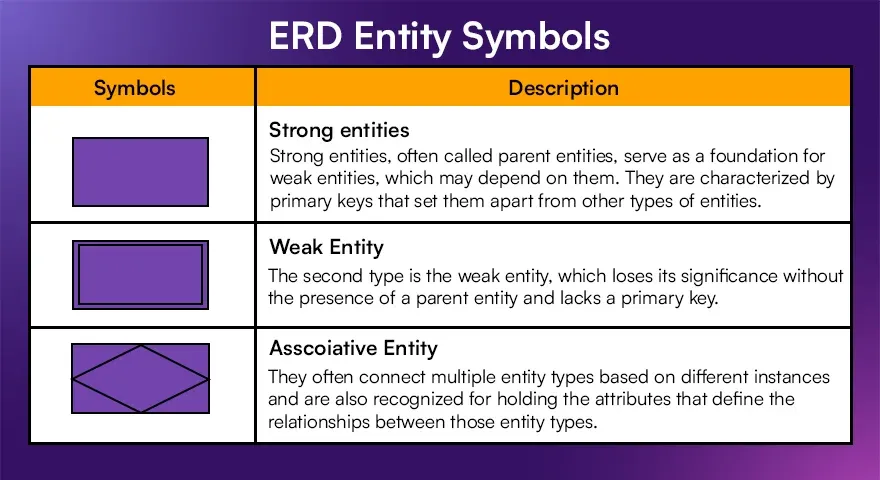 ERD Entity Symbols
Symbols
Description
Strong entities
Strong entities, often called parent entities, serve as a foundation for
weak entities, which may depend on them. They are characterized by
primary keys that set them apart from other types of entities.
Weak Entity
The second type is the weak entity, which loses its significance without
the presence of a parent entity and lacks a primary key.
Asscoiative Entity
They often connect multiple entity types based on different instances
and are also recognized for holding the attributes that define the
relationships between those entity types.